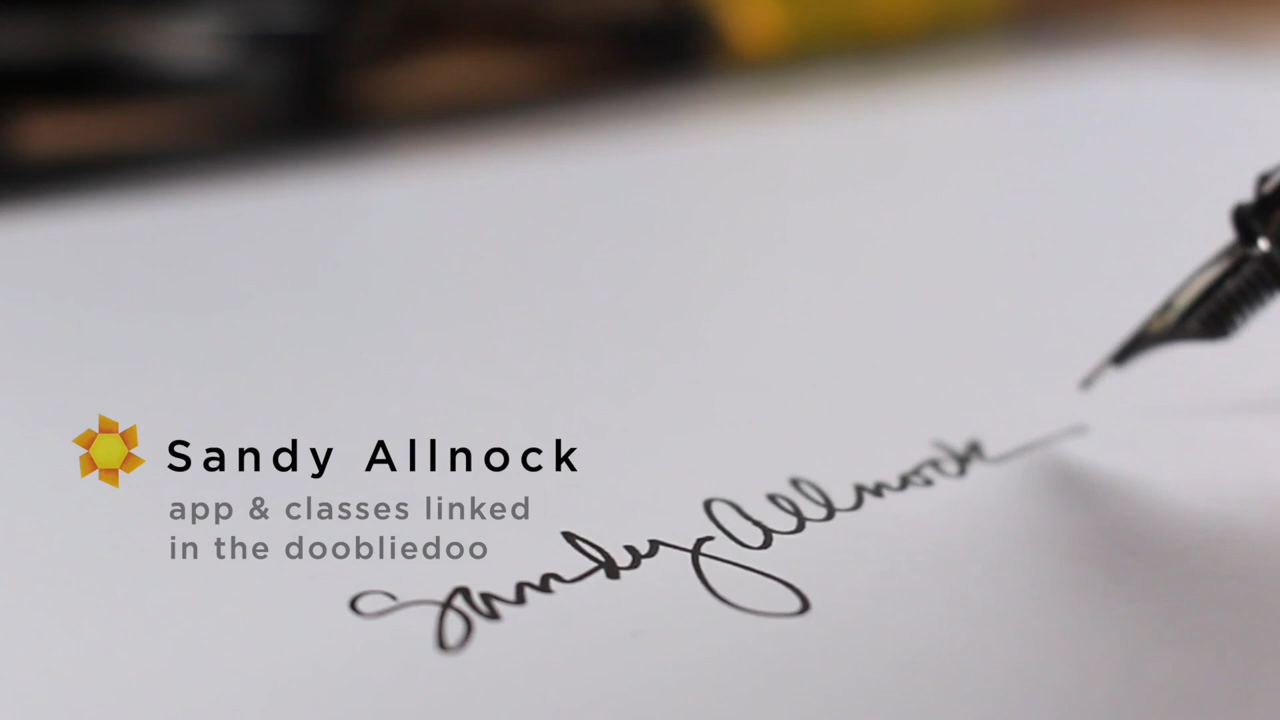 Sandy Allnock
app & classes linked
in the doobliedoo
Sandy Allnock